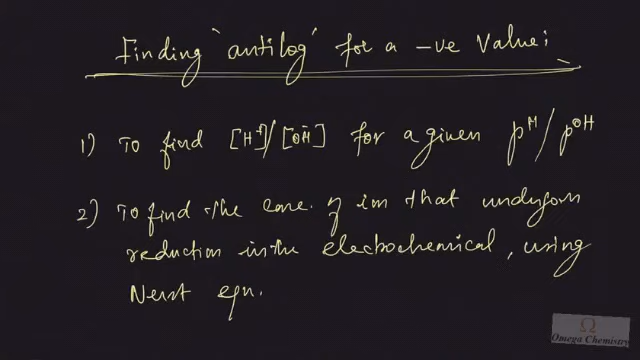 Finding 'antilog' for a -ve Value:
1) To find [H⁺]/[OH⁻] for a given pH/pOH
2) To find the conc. of ion that undergoes
reduction in the electrochemical, using
Nerst eqn.
Ω
Omega Chemistry